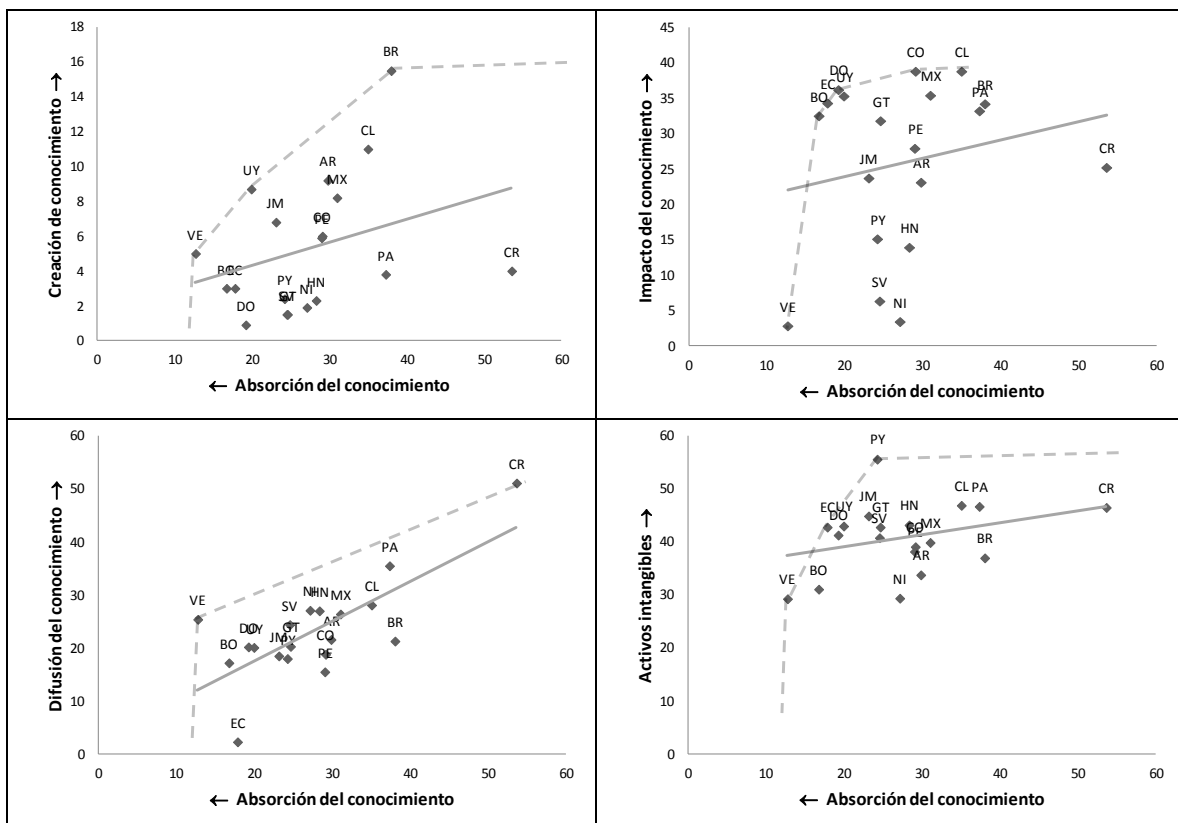 Creación de conocimiento →
18
16
14
12
10
8
6
4
2
0
BR
CL
AR
MX
UY
JM
CO
PE
VE
BO
EC
PA
CR
PY
HN
NI
GT
DO
0 10 20 30 40 50 60
← Absorción del conocimiento
Impacto del conocimiento →
45
40
35
30
25
20
15
10
5
0
CO
CL
DO
EC
UY
MX
BR
BO
PA
GT
PE
JM
AR
CR
PY
HN
SV
NI
VE
0 10 20 30 40 50 60
← Absorción del conocimiento
Difusión del conocimiento →
60
50
40
30
20
10
0
CR
PA
VE
NI
HN
MX
CL
SV
BR
DO
UY
GT
AR
BO
JM
PY
CO
PE
EC
0 10 20 30 40 50 60
← Absorción del conocimiento
Activos intangibles →
60
50
40
30
20
10
0
PY
CL
PA
CR
JM
EC
UY
GT
HN
DO
SV
CO
PE
MX
BR
AR
VE
BO
NI
0 10 20 30 40 50 60
← Absorción del conocimiento